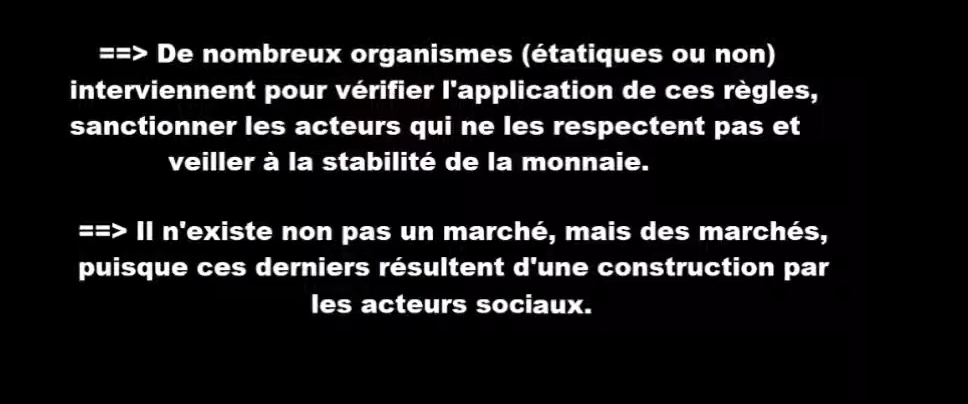 ==> De nombreux organismes (étatiques ou non)
interviennent pour vérifier l'application de ces règles,
sanctionner les acteurs qui ne les respectent pas et
veiller à la stabilité de la monnaie.
==> Il n'existe non pas un marché, mais des marchés,
puisque ces derniers résultent d'une construction par
les acteurs sociaux.